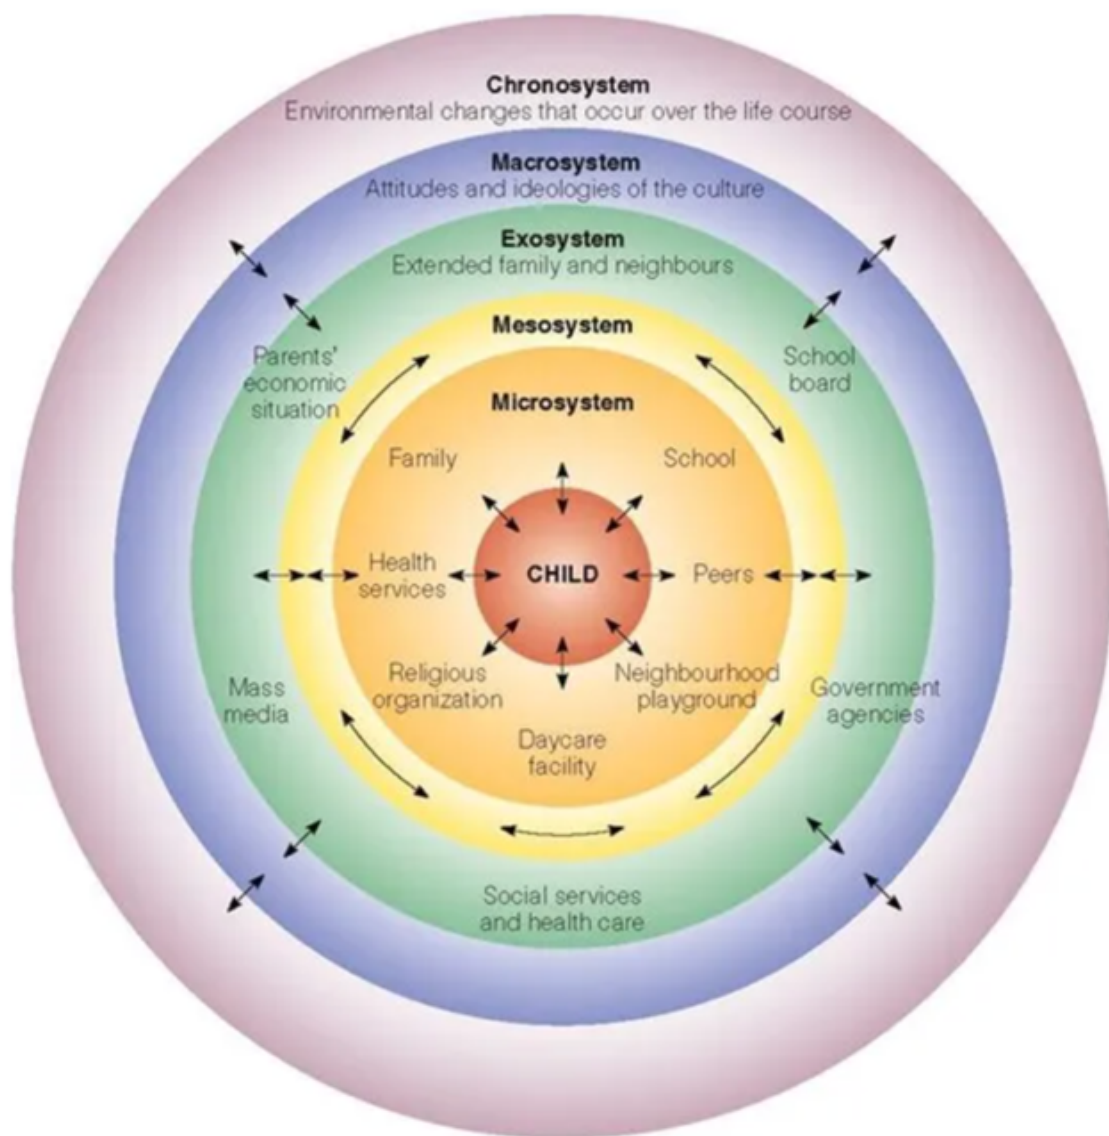 Chronosystem
Environmental changes that occur over the life course
Macrosystem
Attitudes and ideologies of the culture
Exosystem
Extended family and neighbours
Mesosystem
Parents'
economic
situation
School
board
Microsystem
Family
School
Health
services
CHILD
Peers
Religious
organization
Neighbourhood
playground
Mass
media
Government
agencies
Daycare
facility
Social services
and health care